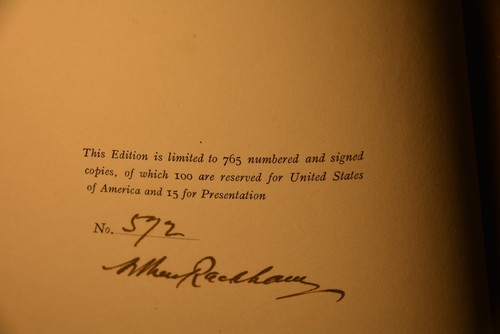 This Edition is limited to 765 numbered and signed
copies, of which 100 are reserved for United States
of America and 15 for Presentation
No. 572
Arthur Rackham